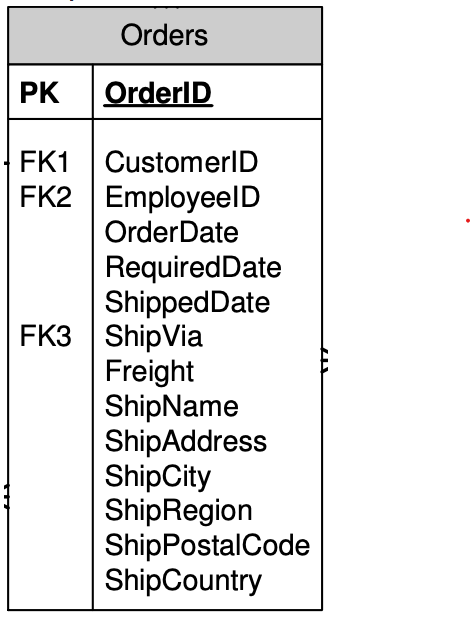 Orders
PK OrderID
FK1 CustomerID
FK2 EmployeeID
OrderDate
RequiredDate
ShippedDate
FK3 ShipVia
Freight
ShipName
ShipAddress
ShipCity
ShipRegion
ShipPostalCode
ShipCountry